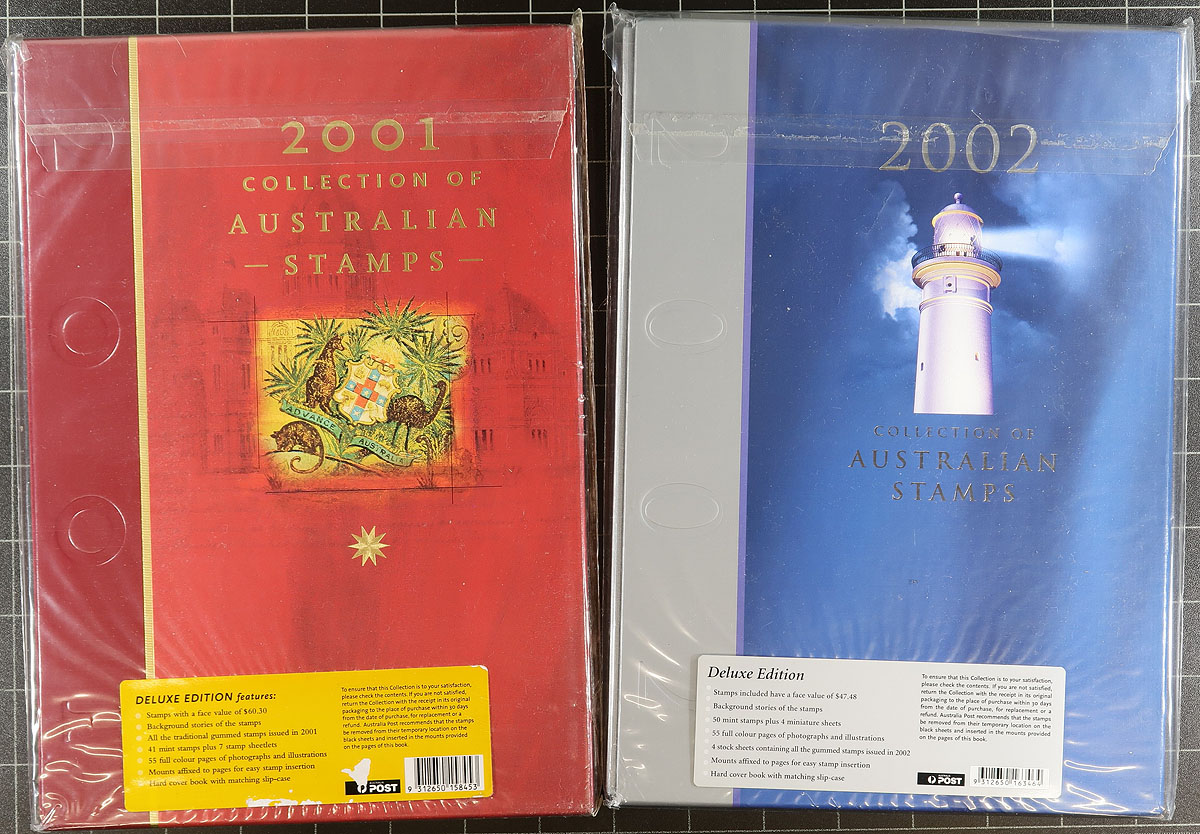 2001
COLLECTION OF
AUSTRALIAN
— STAMPS —
ADVANCE
AUSTRALIA
DELUXE EDITION features:
Stamps with a face value of $60.30
Background stories of the stamps
All the traditional gummed stamps issued in 2001
41 mint stamps plus 7 stamp sheetlets
55 full colour pages of photographs and illustrations
Mounts affixed to pages for easy stamp insertion
Hard cover book with matching slip-case
To ensure that this Collection is to your satisfaction,
please check the contents. If you are not satisfied,
return the Collection with the receipt in its original
packaging to the place of purchase within 30 days
from the date of purchase, for replacement or a
refund. Australia Post recommends that the stamps
be removed from their temporary location on the
black sheets and inserted in the mounts provided
on the pages of this book.
POST
9 312650 158453
2002
COLLECTION OF
AUSTRALIAN
STAMPS
Deluxe Edition
Stamps included have a face value of $47.48
Background stories of the stamps
50 mint stamps plus 4 miniature sheets
55 full colour pages of photographs and illustrations
4 stock sheets containing all the gummed stamps issued in 2002
Mounts affixed to pages for easy stamp insertion
Hard cover book with matching slip-case
To ensure that this Collection is to your satisfaction,
please check the contents. If you are not satisfied,
return the Collection with the receipt in its original
packaging to the place of purchase within 30 days
from the date of purchase, for replacement or a
refund. Australia Post recommends that the stamps
be removed from their temporary location on the
black sheets and inserted in the mounts provided
on the pages of this book.
POST
9 312650 163464